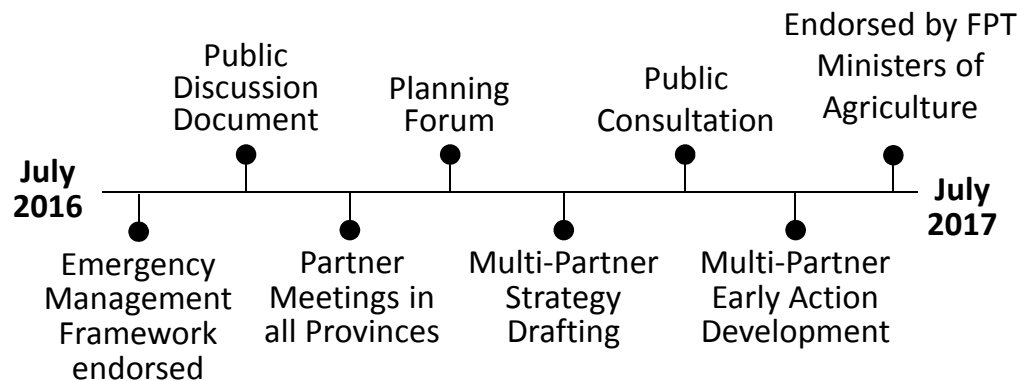 July
2016
Emergency
Management
Framework
endorsed
Public
Discussion
Document
Partner
Meetings in
all Provinces
Planning
Forum
Multi-Partner
Strategy
Drafting
Public
Consultation
Multi-Partner
Early Action
Development
Endorsed by FPT
Ministers of
Agriculture
July
2017